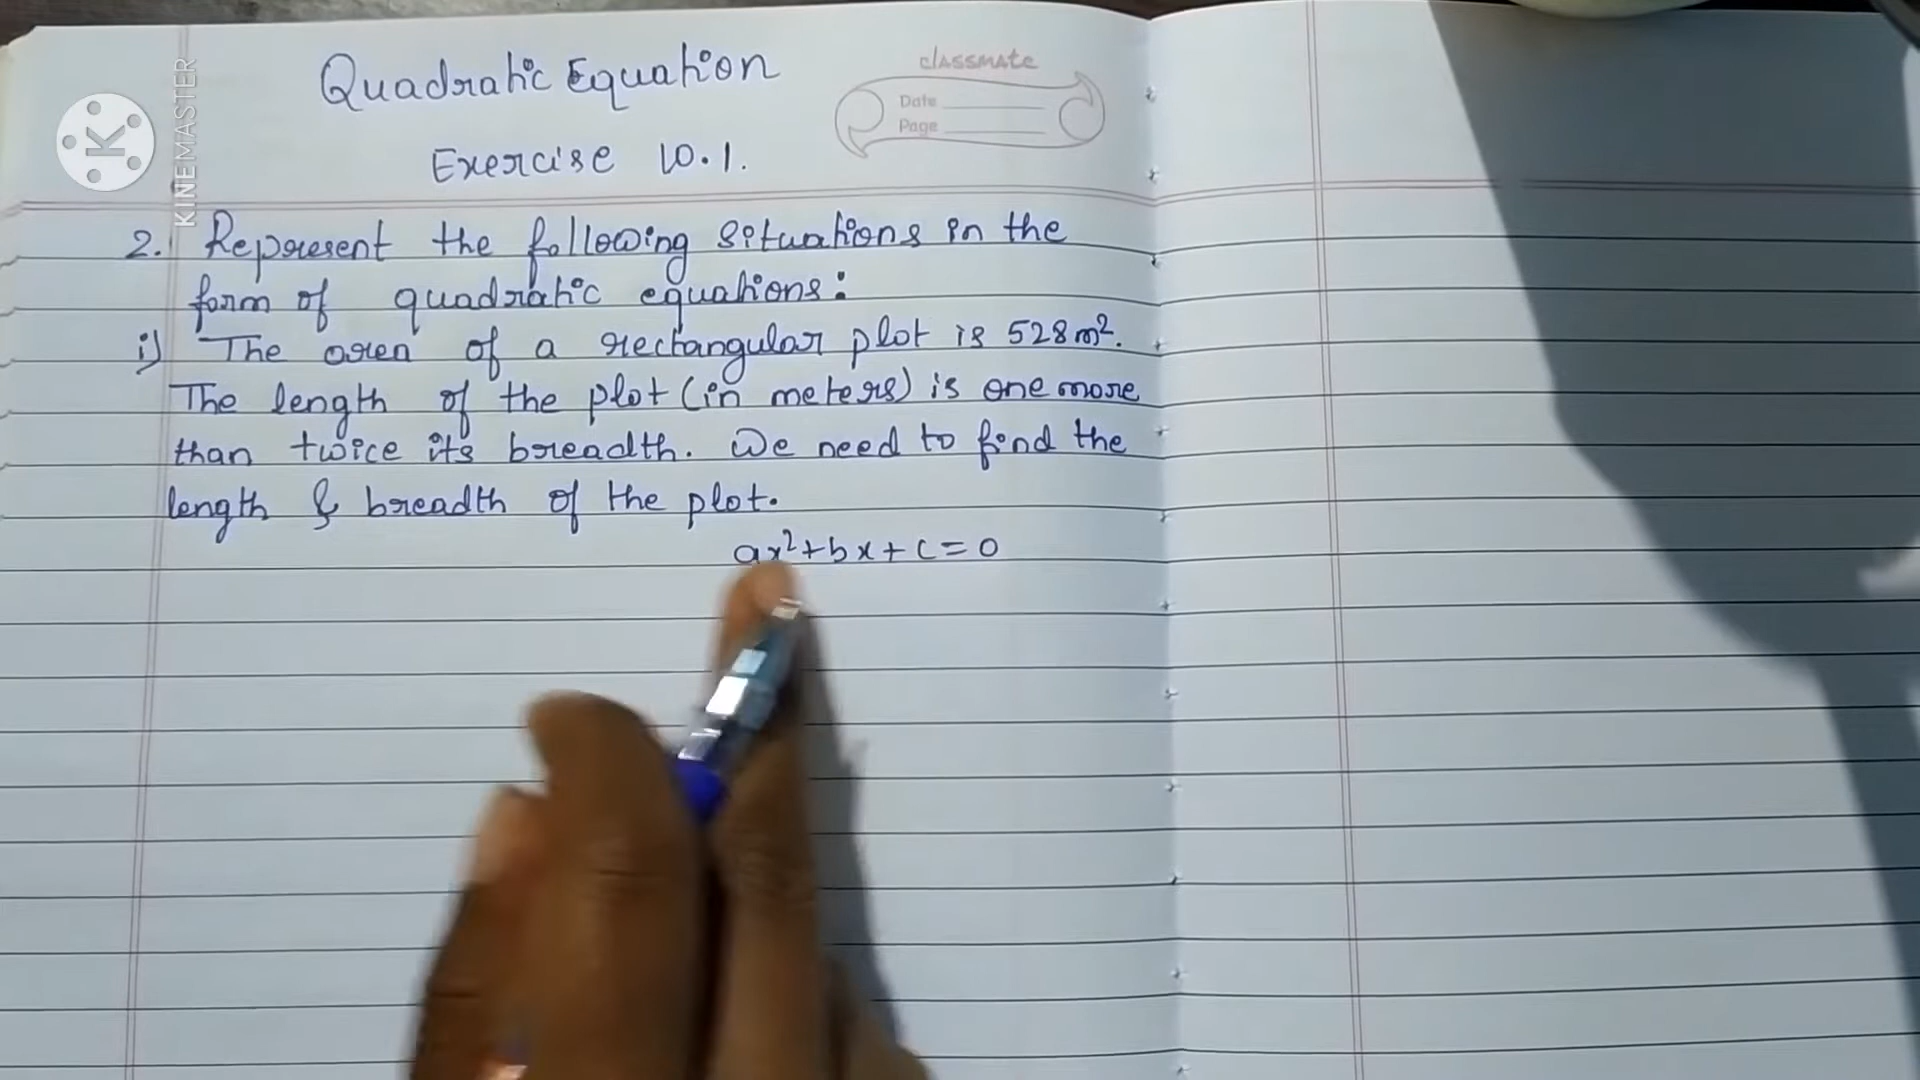 Quadratic Equation
classmate
Date
Page
Exercise 10.1.
KINEMASTER
2. Represent the following situations in the
form of quadratic equations:
i) The area of a rectangular plot is 528m².
The length of the plot (in meters) is one more
than twice its breadth. We need to find the
length & breadth of the plot.
ax²+bx+c=0